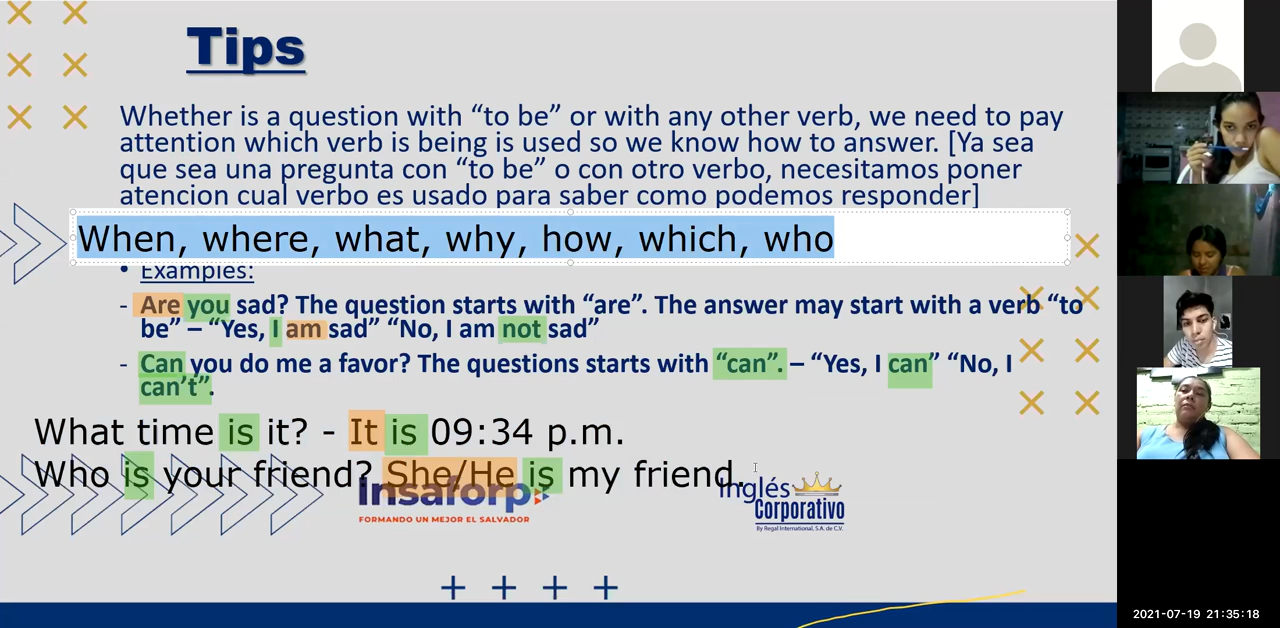 Tips
Whether is a question with “to be” or with any other verb, we need to pay
attention which verb is being is used so we know how to answer. [Ya sea
que sea una pregunta con “to be” o con otro verbo, necesitamos poner
atencion cual verbo es usado para saber como podemos responder]
When, where, what, why, how, which, who
• Examples:
- Are you sad? The question starts with “are”. The answer may start with a verb “to
be” – “Yes, I am sad” “No, I am not sad”
- Can you do me a favor? The questions starts with “can”. – “Yes, I can” “No, I
can’t”.
What time is it? - It is 09:34 p.m.
Who is your friend? She/He is my friend.
insaforp
FORMANDO UN MEJOR EL SALVADOR
Inglés
Corporativo
By Regal International, S.A. de C.V.
2021-07-19 21:35:18